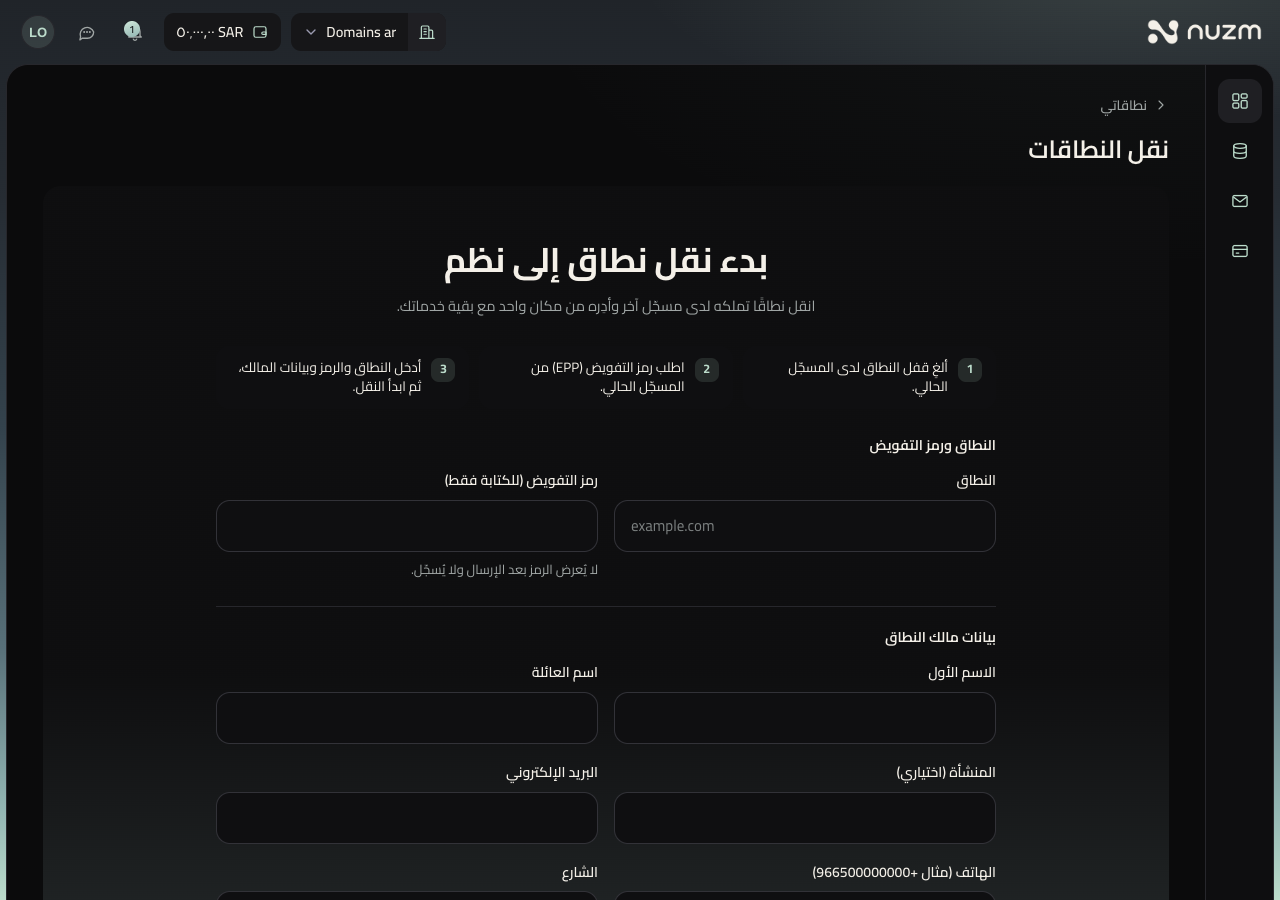 nuzm
Domains ar
٥٠,٠٠٠,٠٠ SAR
1
LO
نطاقاتي
نقل النطاقات
بدء نقل نطاق إلى نظم
انقل نطاقًا تملكه لدى مسجّل آخر وأدِره من مكان واحد مع بقية خدماتك.
1
ألغِ قفل النطاق لدى المسجّل
الحالي.
2
اطلب رمز التفويض (EPP) من
المسجّل الحالي.
3
أدخل النطاق والرمز وبيانات المالك،
ثم ابدأ النقل.
النطاق ورمز التفويض
النطاق
رمز التفويض (للكتابة فقط)
example.com
لا يُعرض الرمز بعد الإرسال ولا يُسجّل.
بيانات مالك النطاق
الاسم الأول
اسم العائلة
المنشأة (اختياري)
البريد الإلكتروني
الهاتف (مثال +966500000000)
الشارع